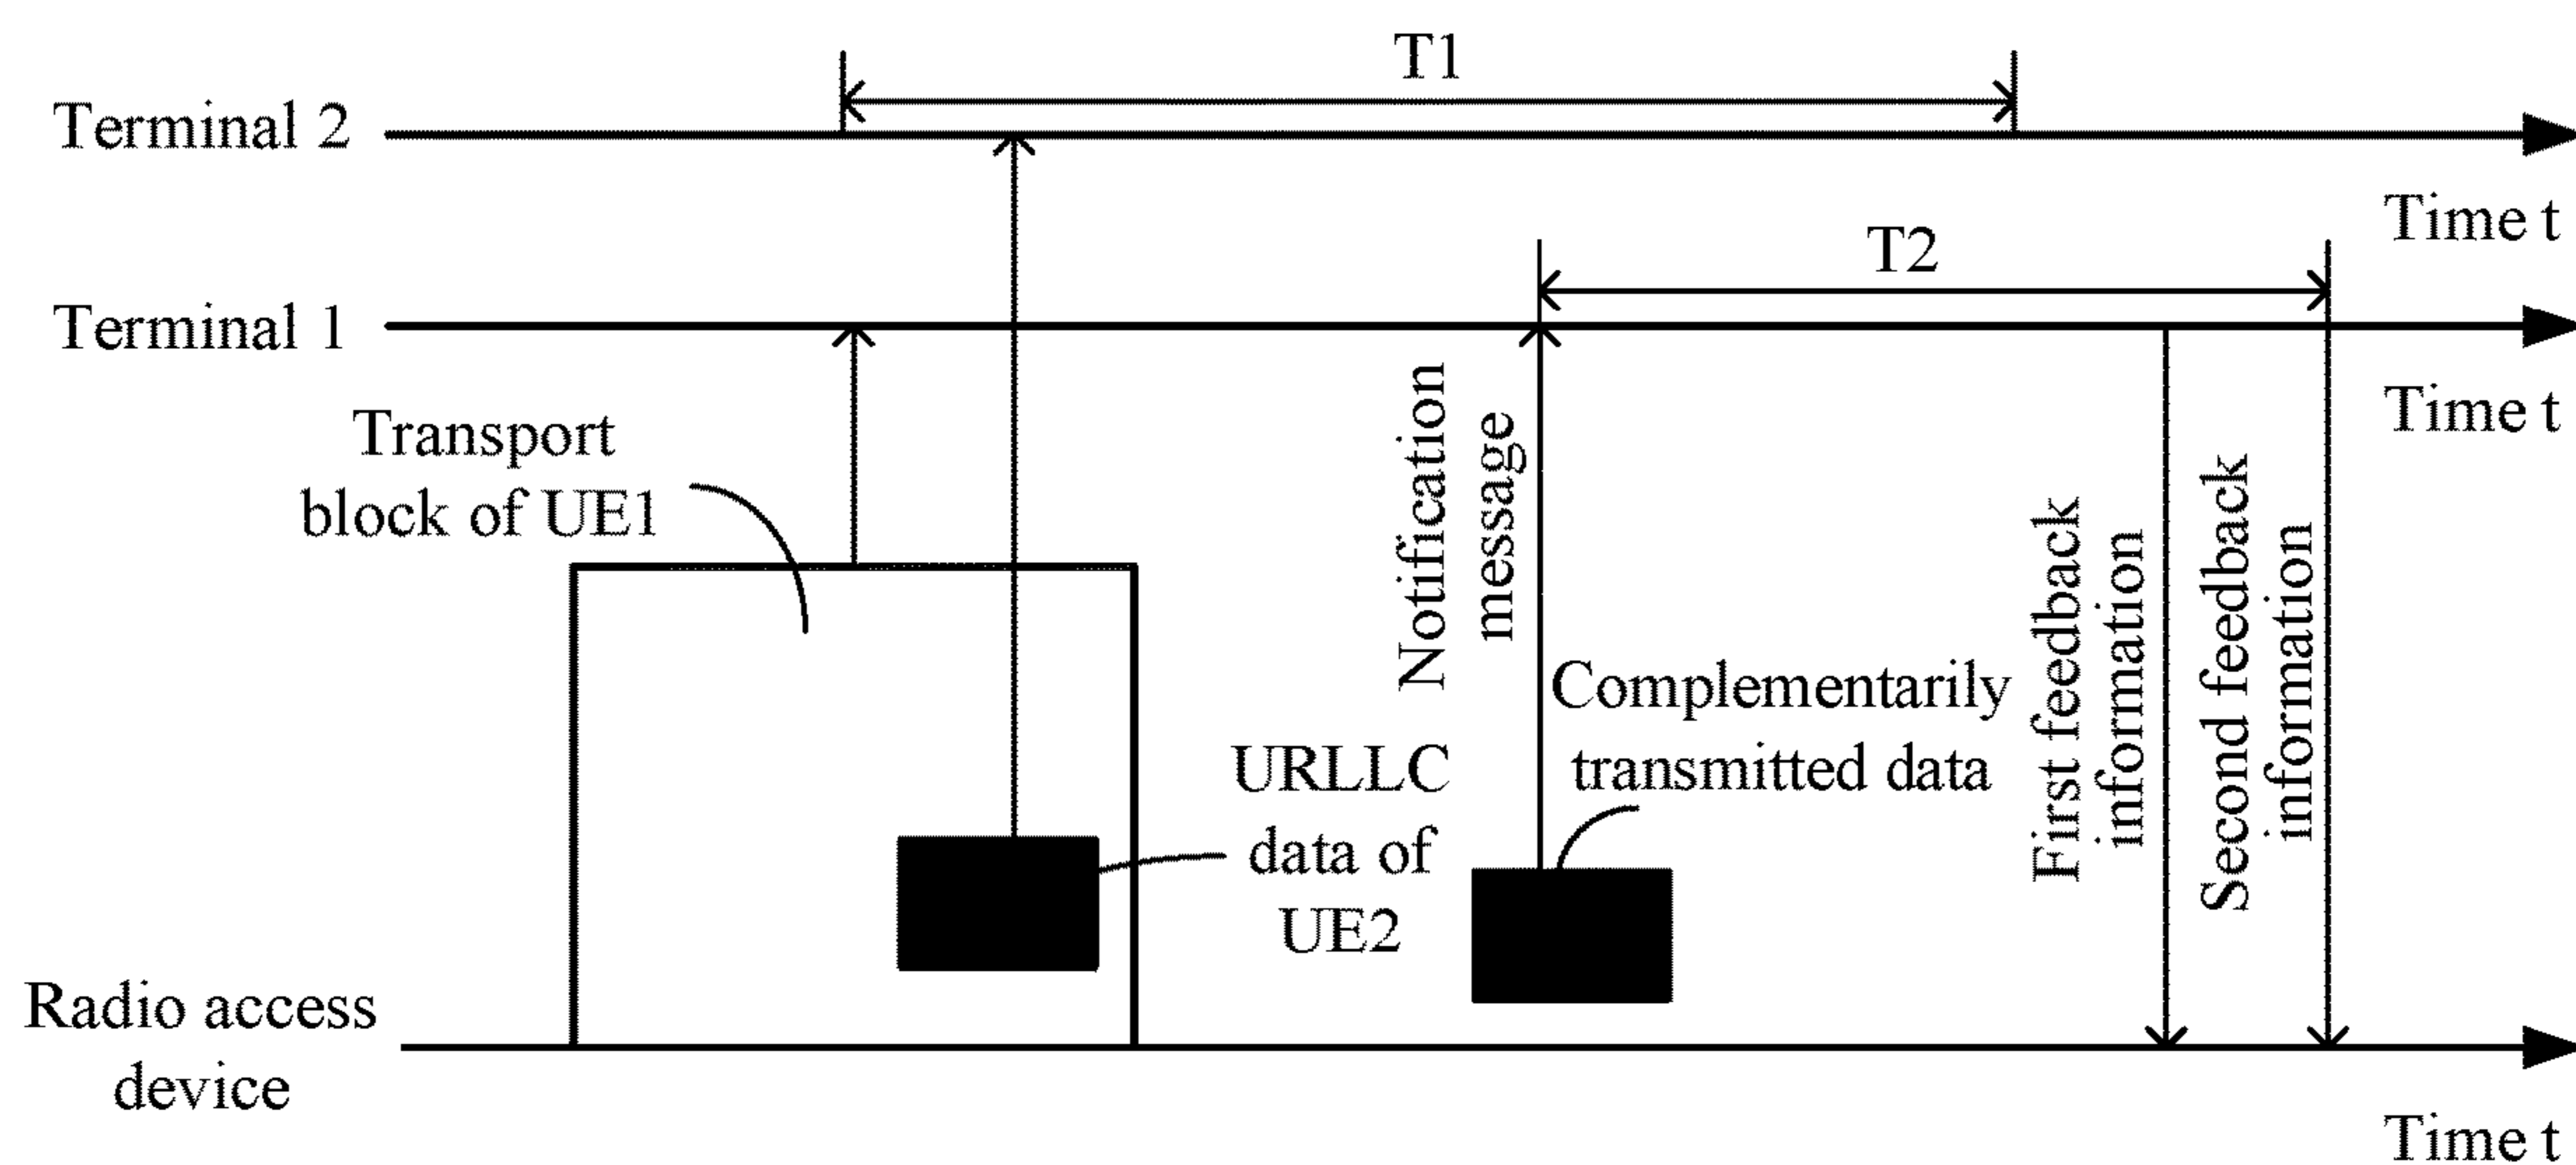 T1
Terminal 2
Time t
T2
Terminal 1
Time t
Transport
block of UE1
Notification
message
Complementarily
transmitted data
URLLC
data of
UE2
First feedback
information
Second feedback
information
Radio access
device
Time t